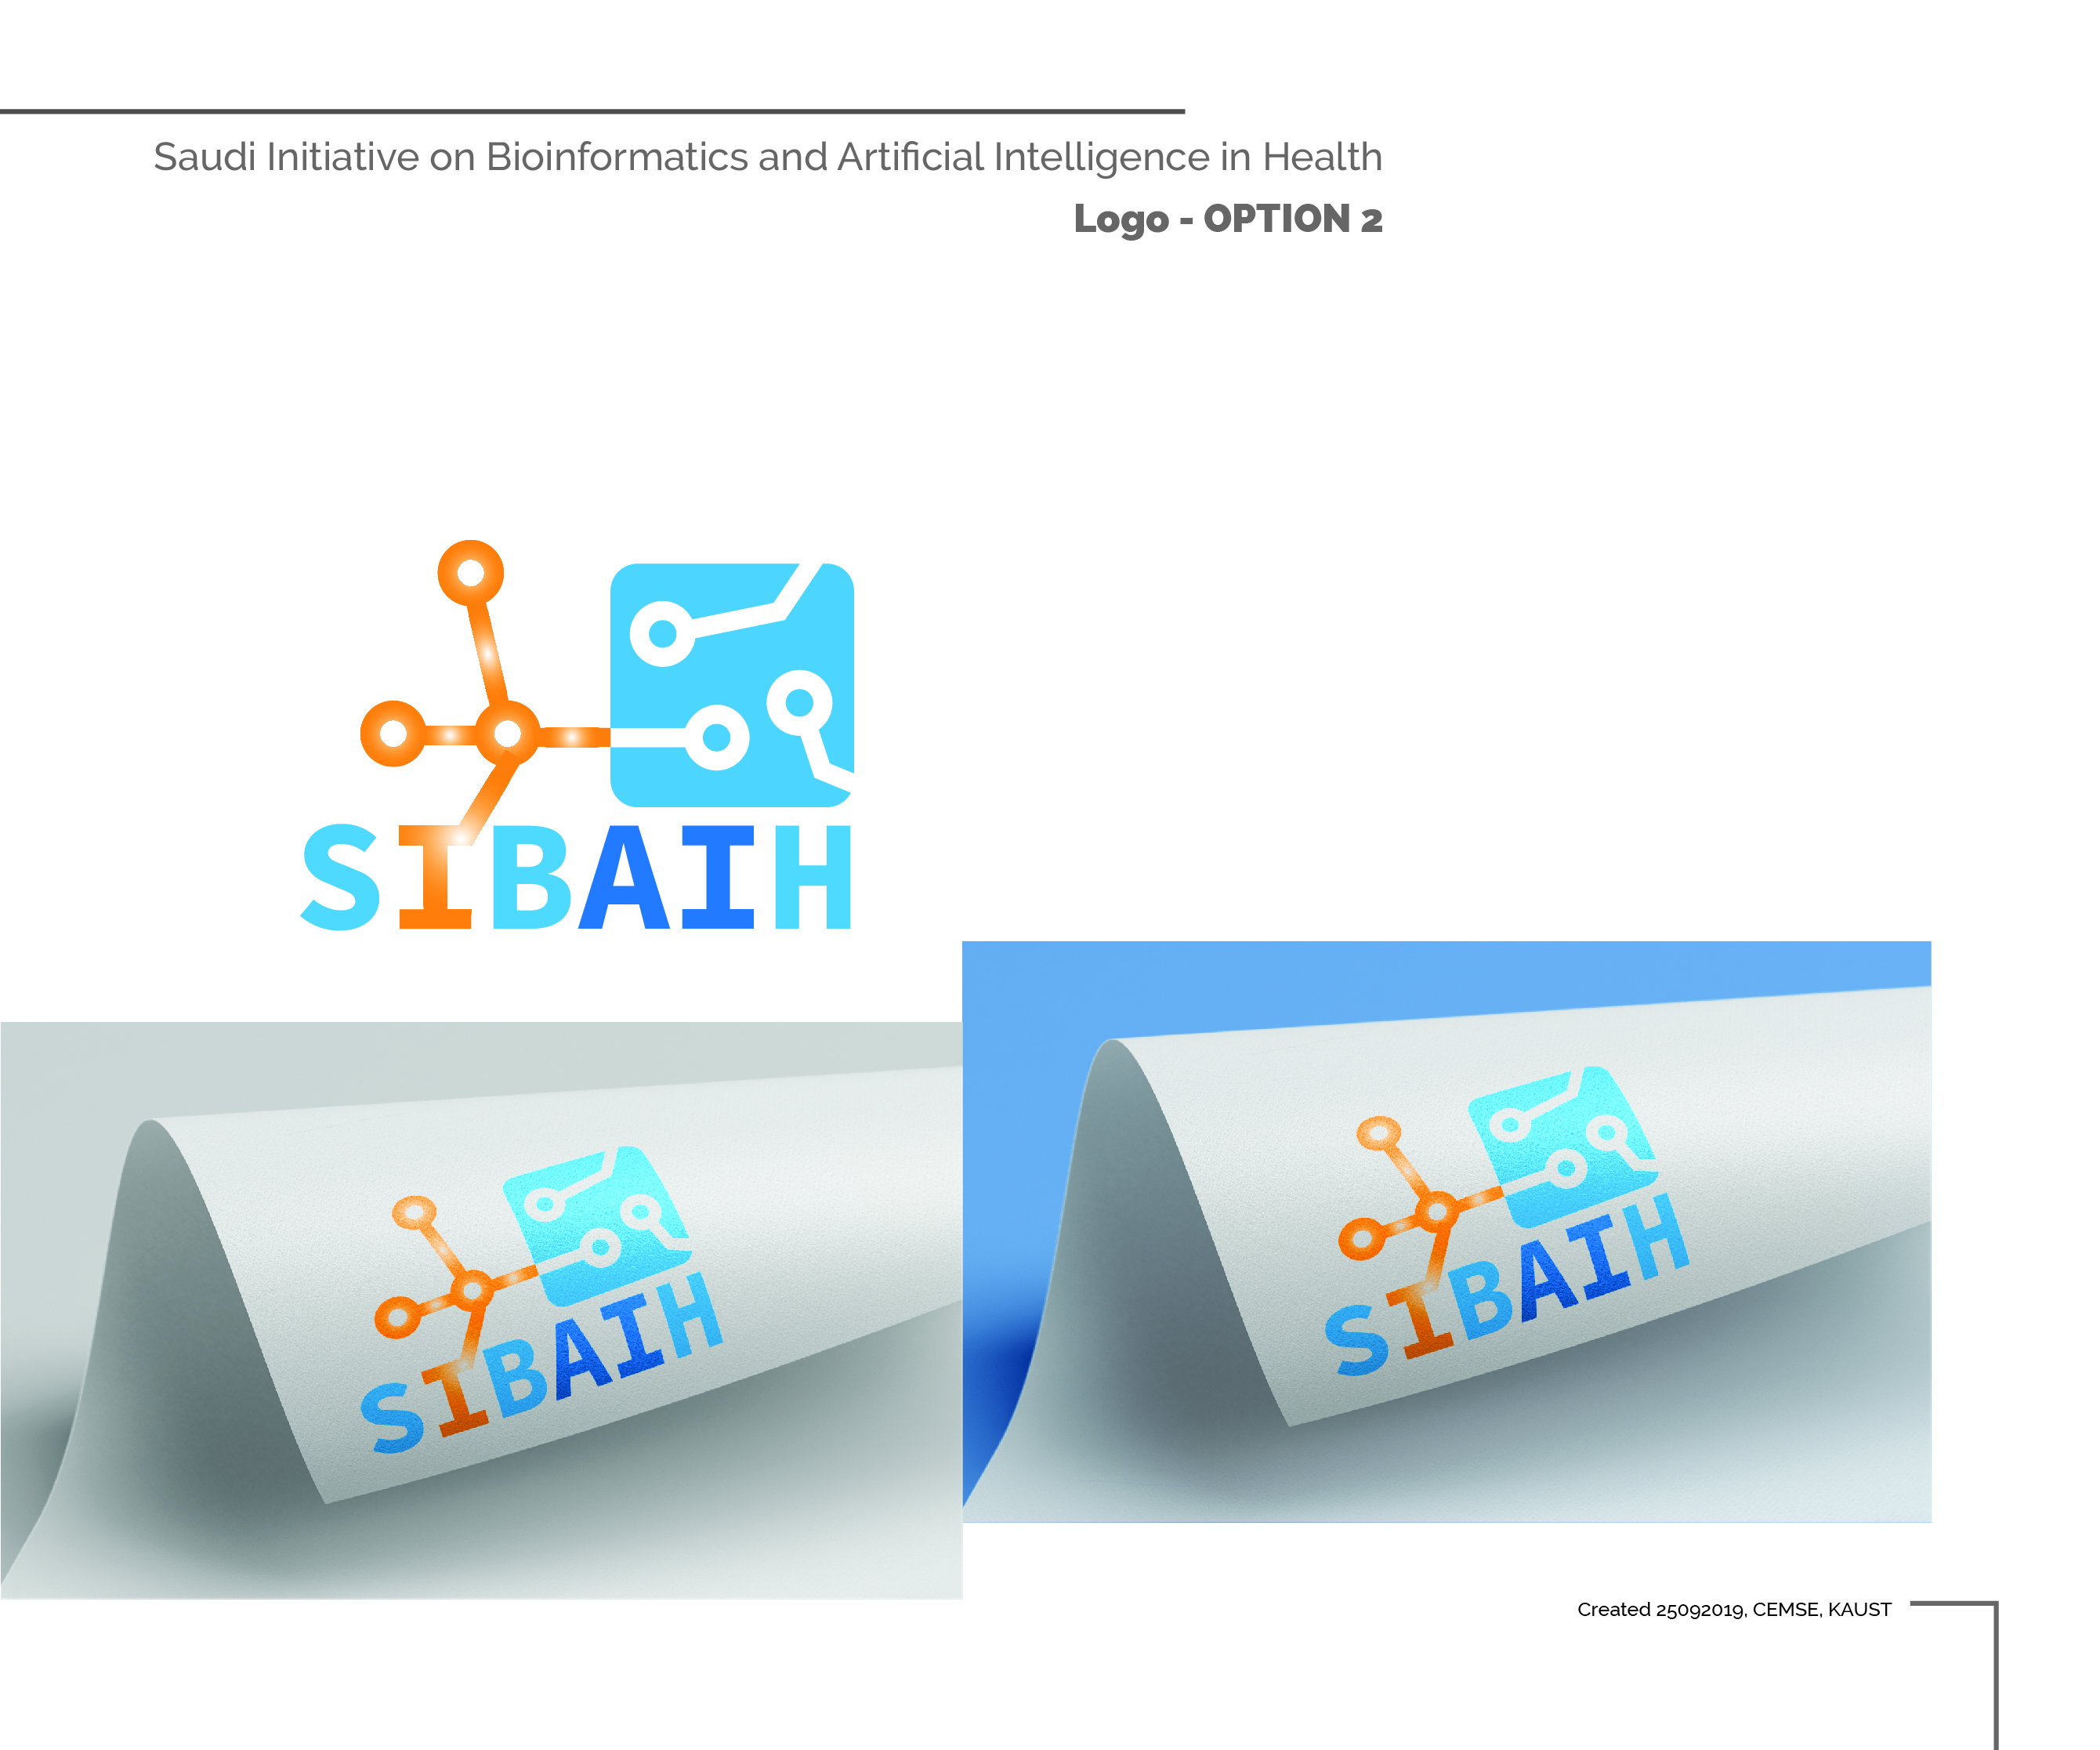 Saudi Initiative on Bioinformatics and Artificial Intelligence in Health
Logo - OPTION 2
SIBAIH
SIBAIH
SIBAIH
Created 25092019, CEMSE, KAUST